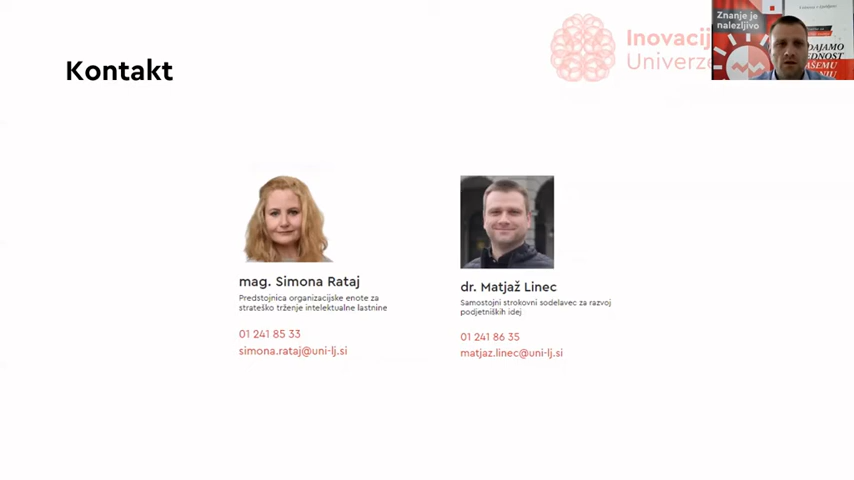 Kontakt
Inovacij
Univerze
Znanje je
nalezljivo
mag. Simona Rataj
Predstojnica organizacijske enote za
strateško trženje intelektualne lastnine
01 241 85 33
simona.rataj@uni-lj.si
dr. Matjaž Linec
Samostojni strokovni sodelavec za razvoj
podjetniških idej
01 241 86 35
matjaz.linec@uni-lj.si